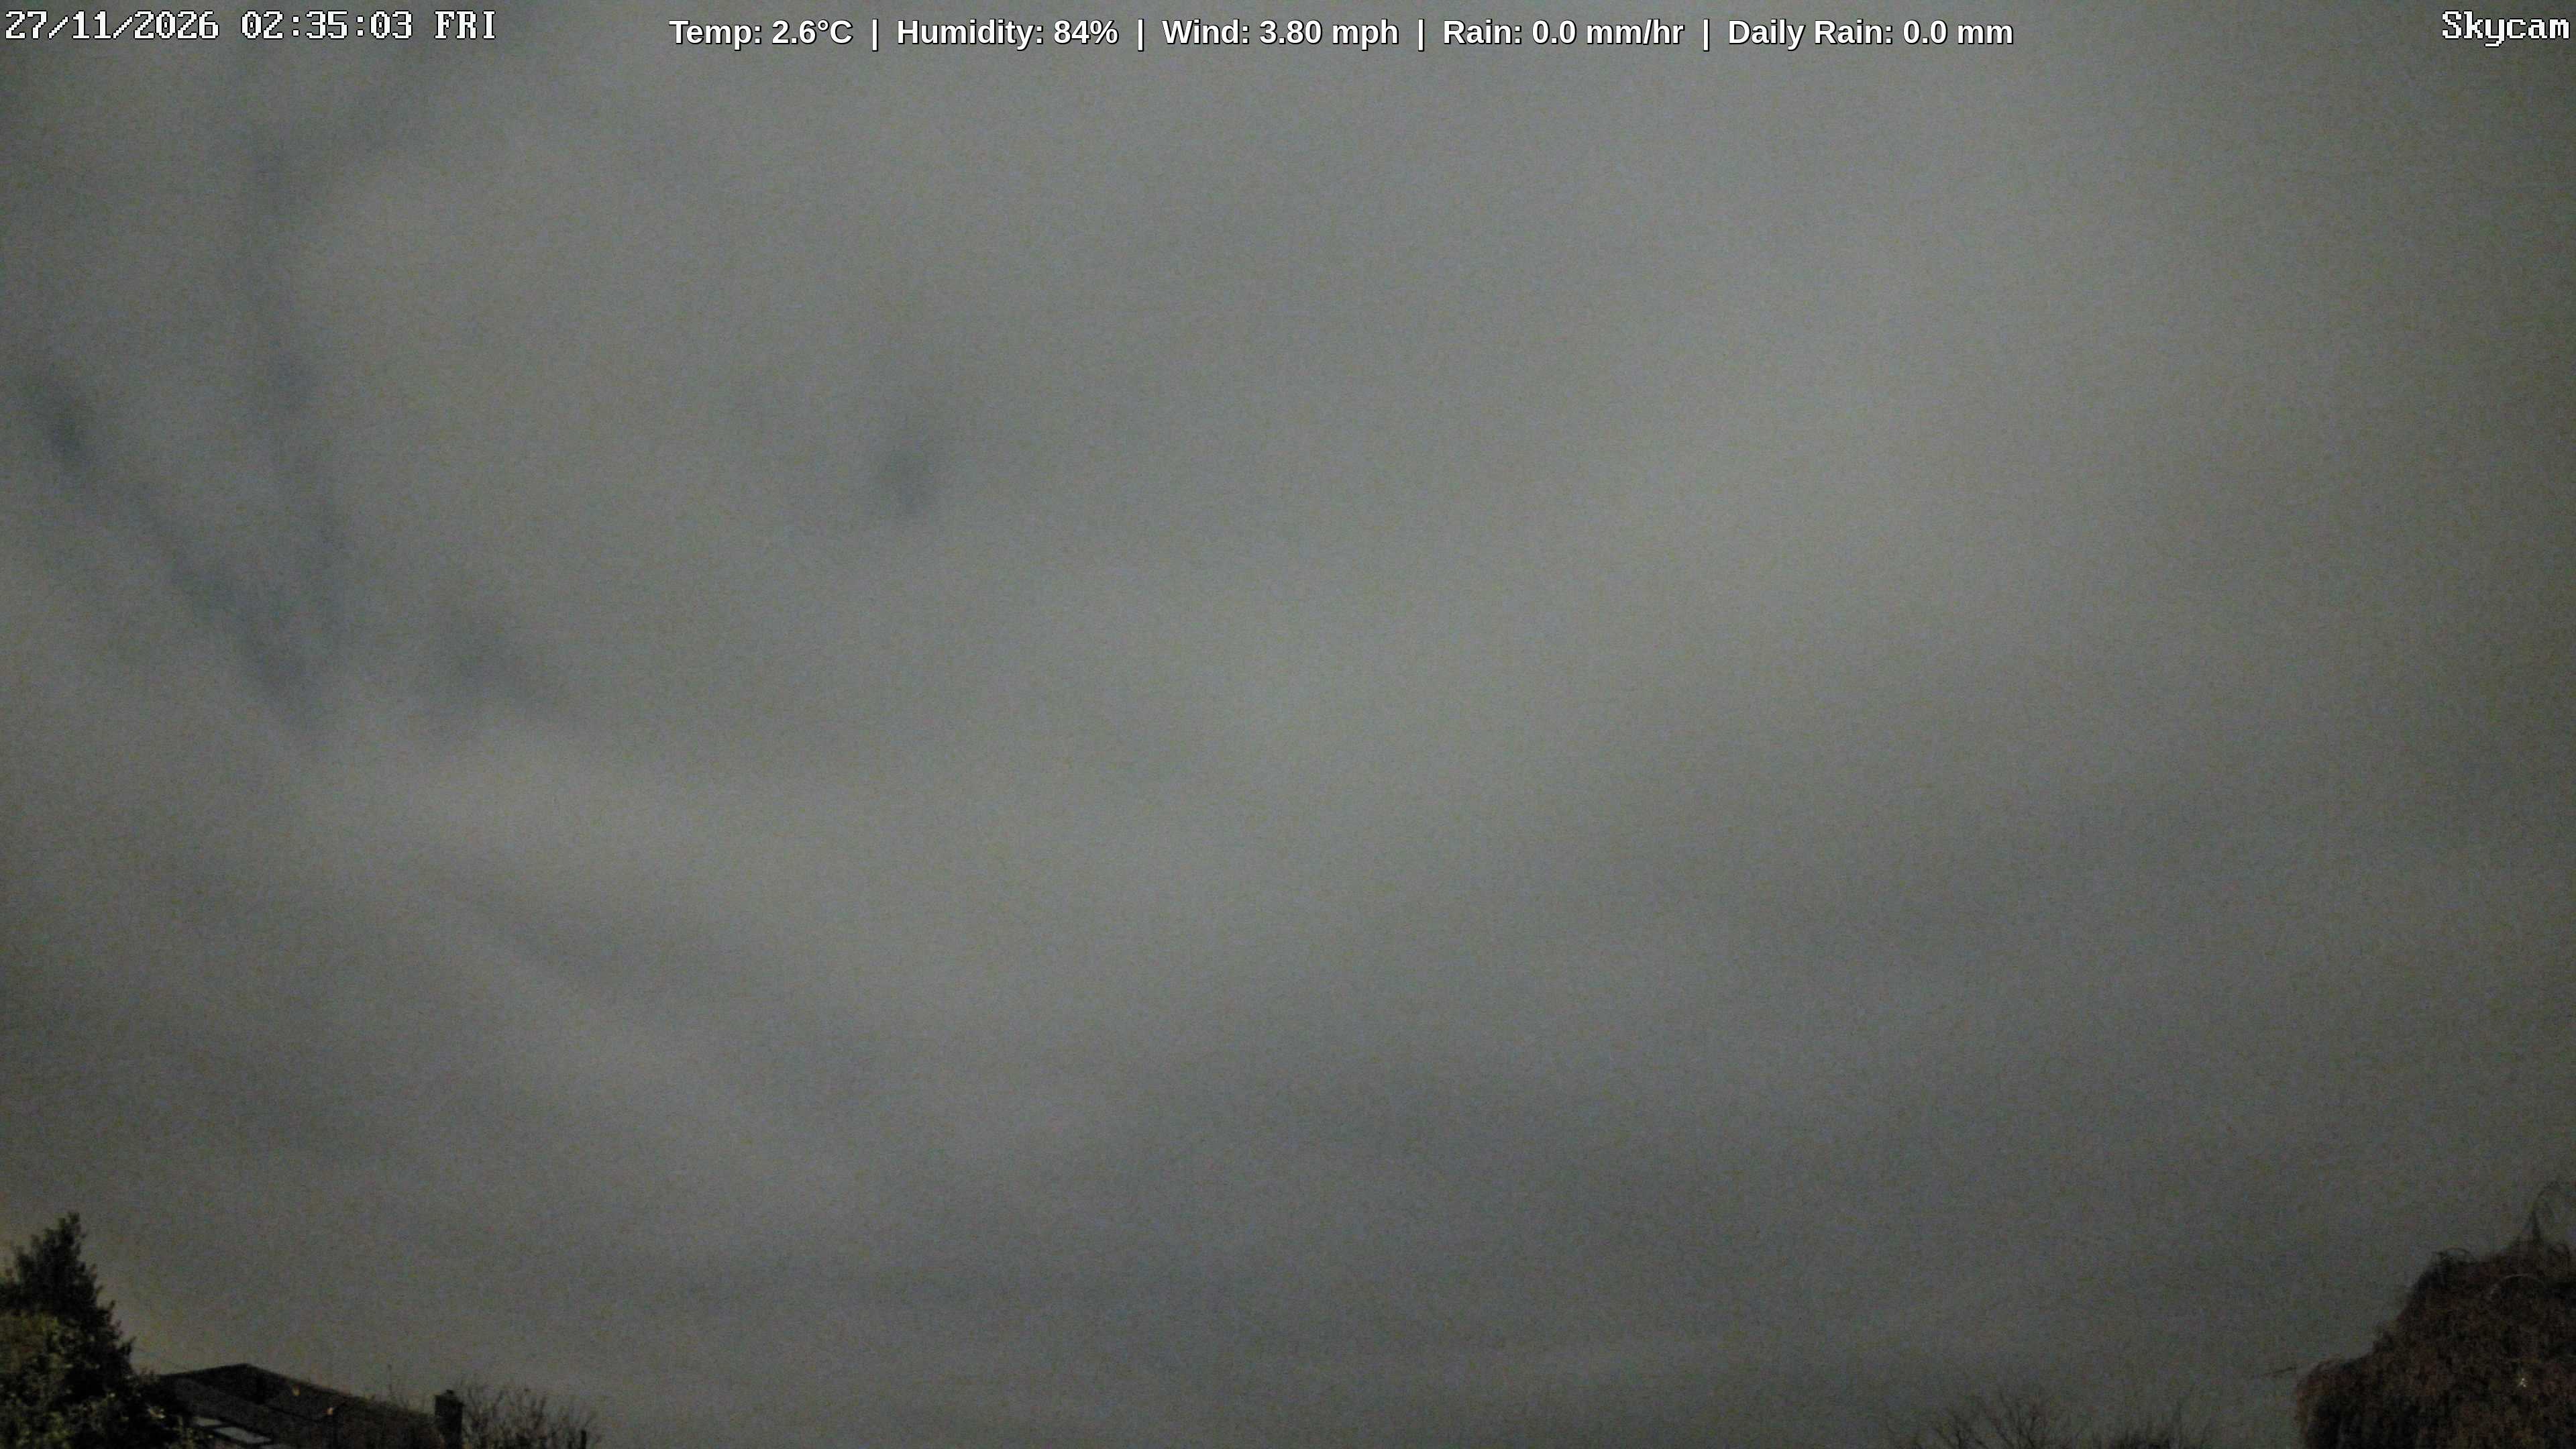 27/11/2026 02:35:03 FRI
Temp: 2.6°C | Humidity: 84% | Wind: 3.80 mph | Rain: 0.0 mm/hr | Daily Rain: 0.0 mm
Skycam